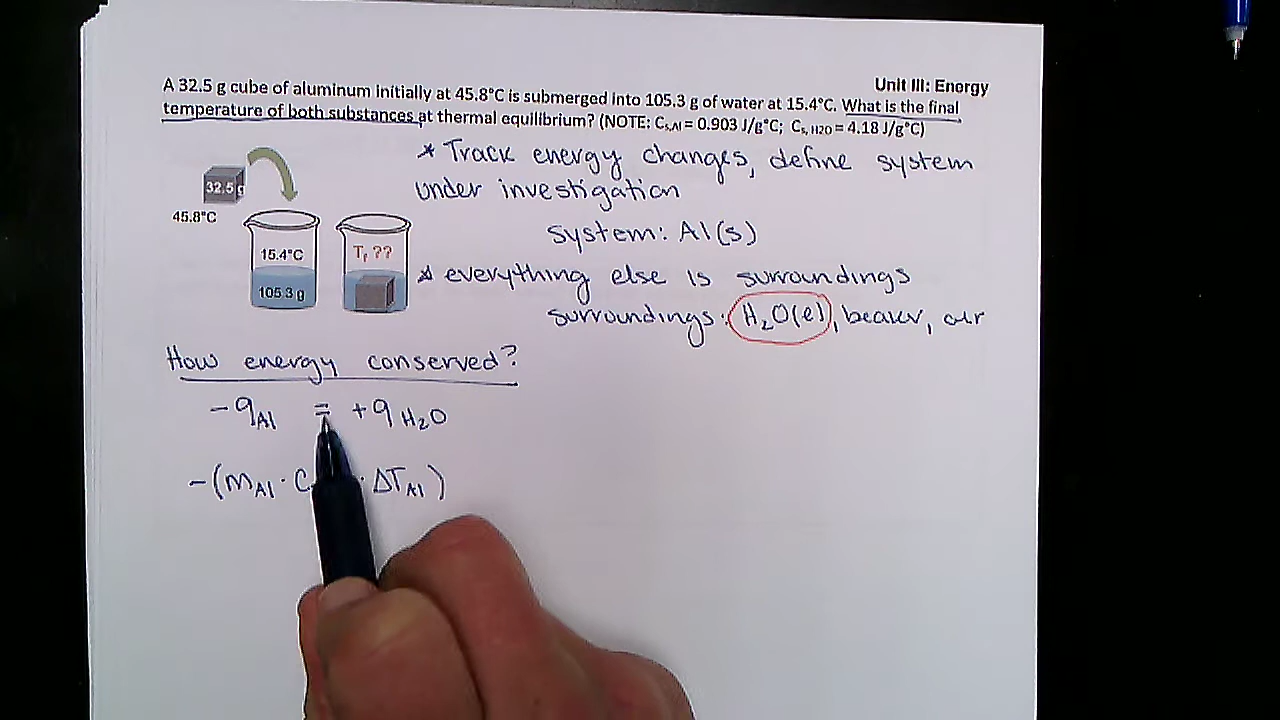 Unit III: Energy
A 32.5 g cube of aluminum initially at 45.8°C is submerged into 105.3 g of water at 15.4°C. What is the final
temperature of both substances at thermal equilibrium? (NOTE: Cs,Al = 0.903 J/g°C; Cs, H2O = 4.18 J/g°C)
* Track energy changes, define system
under investigation
system: Al(s)
* everything else is surroundings
surroundings: H₂O(l), beaker, air
32.5 g
45.8°C
15.4°C
105.3 g
Tf ??
How energy conserved?
-qAl = +qH₂O
-(mAl · C · ΔTAl)